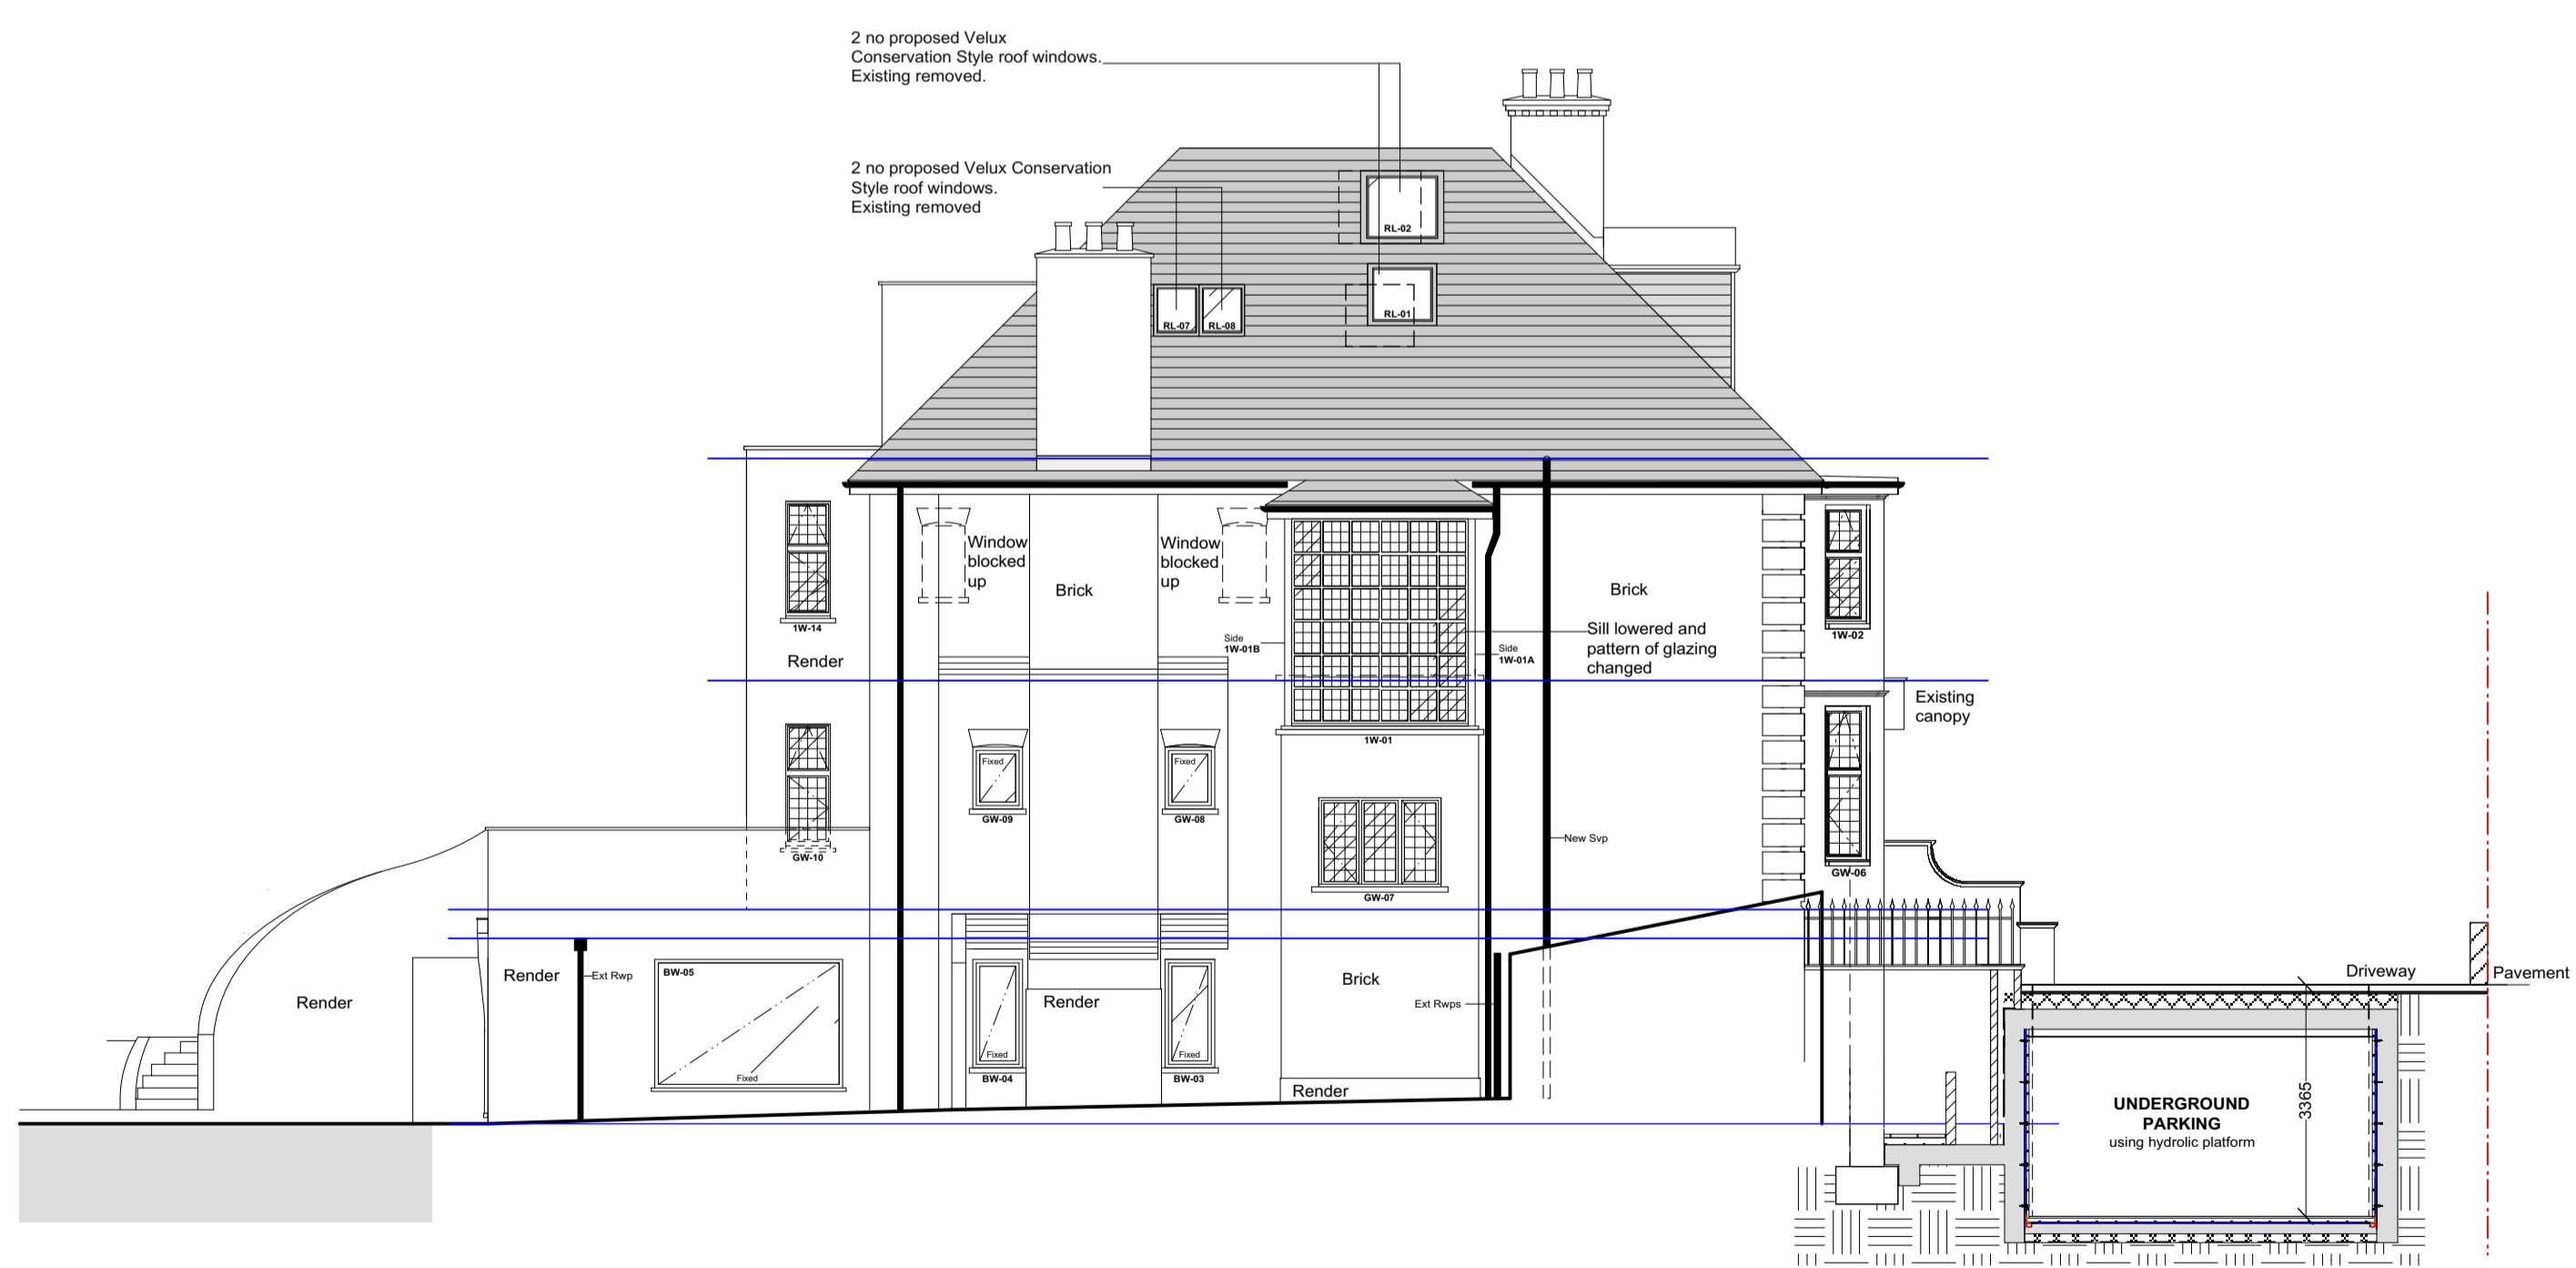 2 no proposed Velux
Conservation Style roof windows.
Existing removed.
2 no proposed Velux Conservation
Style roof windows.
Existing removed
RL-02
RL-01
RL-07
RL-08
Window
blocked
up
Window
blocked
up
Brick
Brick
1W-14
Render
Side
1W-01B
Side
1W-01A
Sill lowered and
pattern of glazing
changed
1W-02
Existing
canopy
1W-01
Fixed
GW-09
Fixed
GW-08
GW-10
GW-07
New Svp
GW-06
Render
Render
Ext Rwp
BW-05
Fixed
Fixed
BW-04
Render
Fixed
BW-03
Brick
Ext Rwps
Render
Driveway
Pavement
UNDERGROUND
PARKING
using hydrolic platform
3365